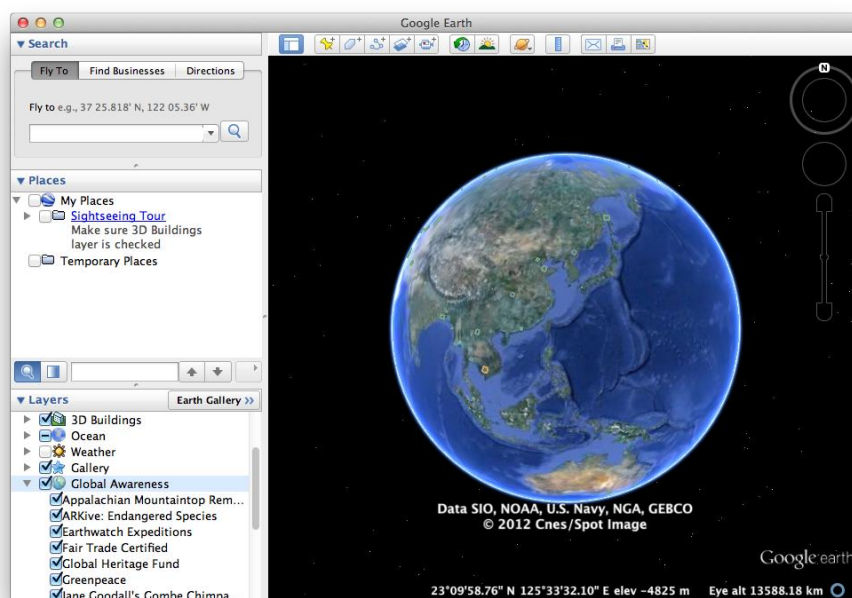 Google Earth
▼ Search
Fly To Find Businesses Directions
Fly to e.g., 37 25.818' N, 122 05.36' W
▼ Places
My Places
Sightseeing Tour
Make sure 3D Buildings
layer is checked
Temporary Places
▼ Layers
Earth Gallery >>
3D Buildings
Ocean
Weather
Gallery
Global Awareness
Appalachian Mountaintop Rem...
ARKive: Endangered Species
Earthwatch Expeditions
Fair Trade Certified
Global Heritage Fund
Greenpeace
Jane Goodall's Gombe Chimpa
N
Data SIO, NOAA, U.S. Navy, NGA, GEBCO
© 2012 Cnes/Spot Image
Google earth
23°09'58.76" N 125°33'32.10" E elev -4825 m Eye alt 13588.18 km